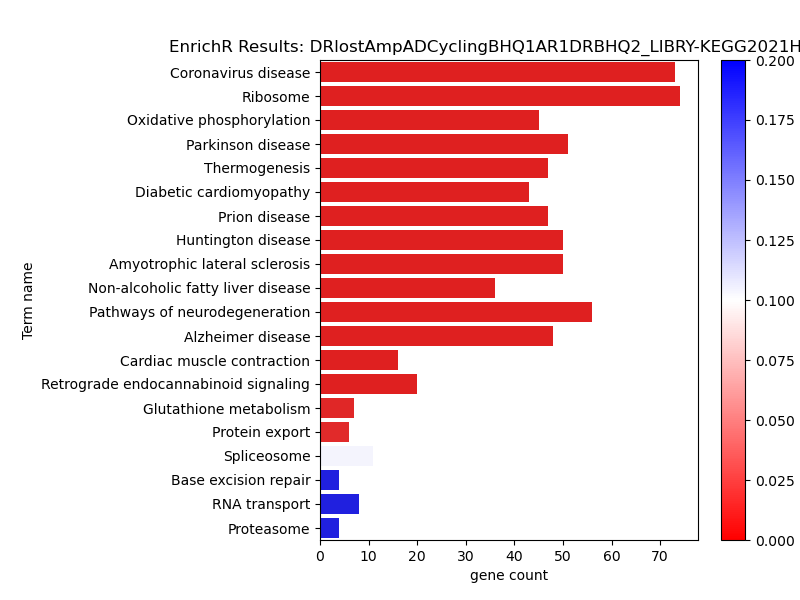 EnrichR Results: DRlostAmpADCyclingBHQ1AR1DRBHQ2_LIBRY-KEGG2021H
Term name
Coronavirus disease
Ribosome
Oxidative phosphorylation
Parkinson disease
Thermogenesis
Diabetic cardiomyopathy
Prion disease
Huntington disease
Amyotrophic lateral sclerosis
Non-alcoholic fatty liver disease
Pathways of neurodegeneration
Alzheimer disease
Cardiac muscle contraction
Retrograde endocannabinoid signaling
Glutathione metabolism
Protein export
Spliceosome
Base excision repair
RNA transport
Proteasome
0 10 20 30 40 50 60 70
gene count
0.200
0.175
0.150
0.125
0.100
0.075
0.050
0.025
0.000